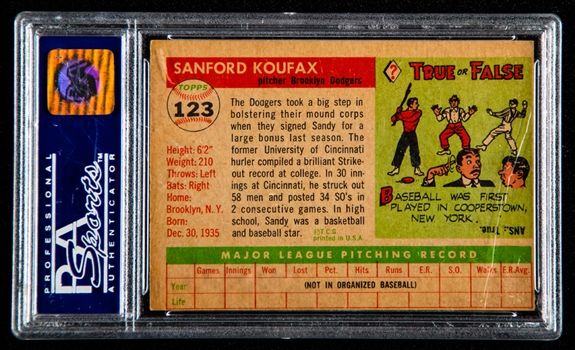 PROFESSIONAL
PSA
Sports
AUTHENTICATOR
SANFORD KOUFAX
pitcher Brooklyn Dodgers
TOPPS
123
Height: 6'2"
Weight: 210
Throws: Left
Bats: Right
Home:
Brooklyn, N. Y.
Born:
Dec. 30, 1935
The Dodgers took a big step in
bolstering their mound corps
when they signed Sandy for a
large bonus last season. The
former University of Cincinnati
hurler compiled a brilliant Strike-
out record at college. In 30 innings
at Cincinnati, he struck out
58 men and posted 34 SO's in
2 consecutive games. In high
school, Sandy was a basketball
and baseball star.
©T.C.G.
printed in U.S.A.
?
TRUE OR FALSE
BASEBALL WAS FIRST
PLAYED IN COOPERSTOWN,
NEW YORK.
ANS.: True.
MAJOR LEAGUE PITCHING RECORD
Games Innings Won Lost Pct. Hits Runs E.R. S.O. Walks E.R.Avg.
Year
(NOT IN ORGANIZED BASEBALL)
Life